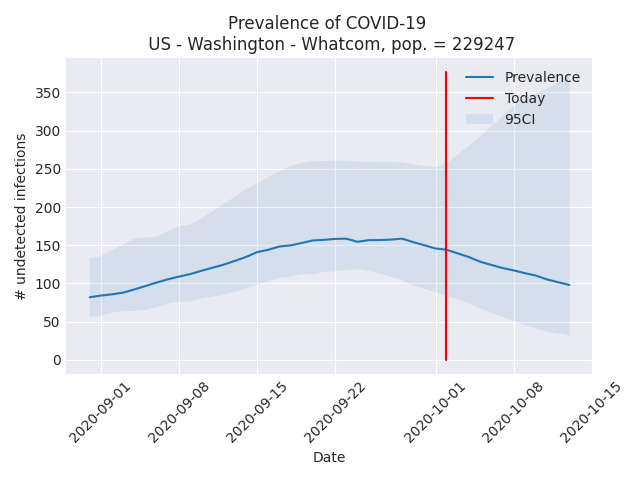 Prevalence of COVID-19
US - Washington - Whatcom, pop. = 229247
Prevalence
Today
95CI
350
300
250
200
150
100
50
0
# undetected infections
2020-09-01
2020-09-08
2020-09-15
2020-09-22
2020-10-01
2020-10-08
2020-10-15
Date